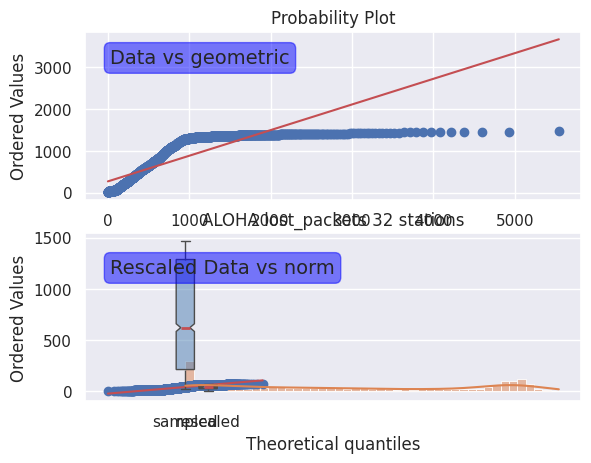 Probability Plot
Data vs geometric
Ordered Values
3000
2000
1000
0
0 1000 2000 3000 4000 5000
ALOHA lost_packets 32 stations
Rescaled Data vs norm
Ordered Values
1500
1000
500
0
sampled rescaled
Theoretical quantiles